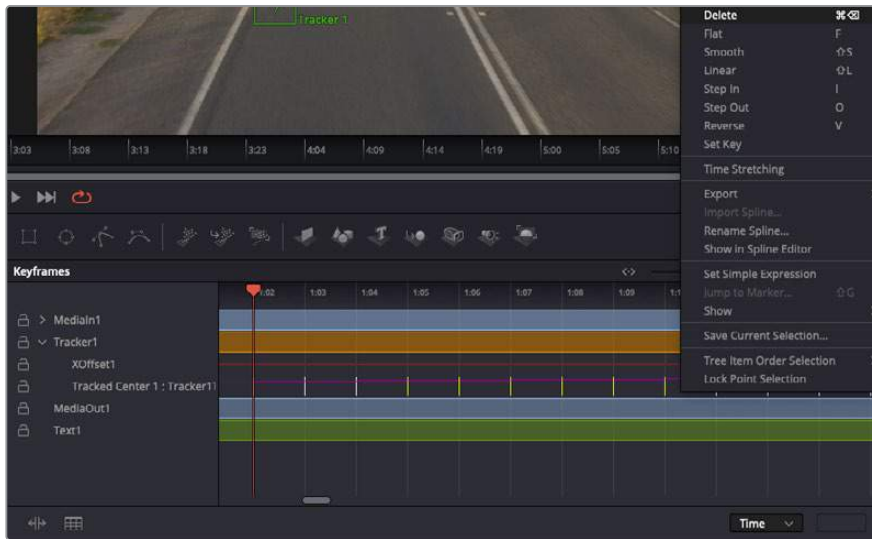 Tracker 1
Delete ⌘⌫
Flat F
Smooth ⇧S
Linear ⇧L
Step In I
Step Out O
Reverse V
Set Key
Time Stretching
Export
Import Spline...
Rename Spline...
Show in Spline Editor
Set Simple Expression
Jump to Marker... ⇧G
Show
Save Current Selection...
Tree Item Order Selection
Lock Point Selection
3:03 3:08 3:13 3:18 3:23 4:04 4:09 4:14 4:19 5:00 5:05 5:10
Keyframes
1:02 1:03 1:04 1:05 1:06 1:07 1:08 1:09
MediaIn1
Tracker1
XOffset1
Tracked Center 1 : Tracker1
MediaOut1
Text1
Time